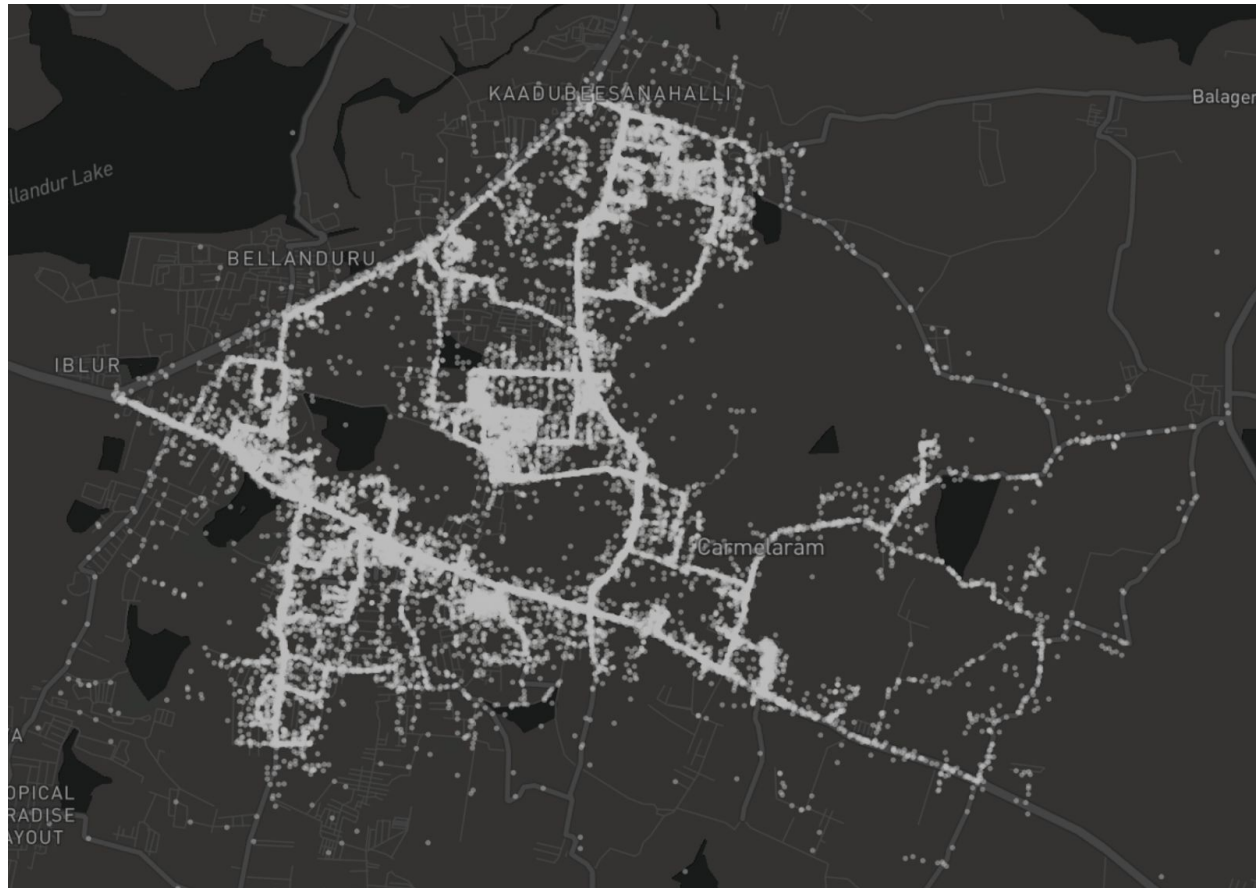 KAADUBEESANAHALLI
Balager
llandur Lake
BELLANDURU
IBLUR
Carmelaram
A
OPICAL
RADISE
AYOUT